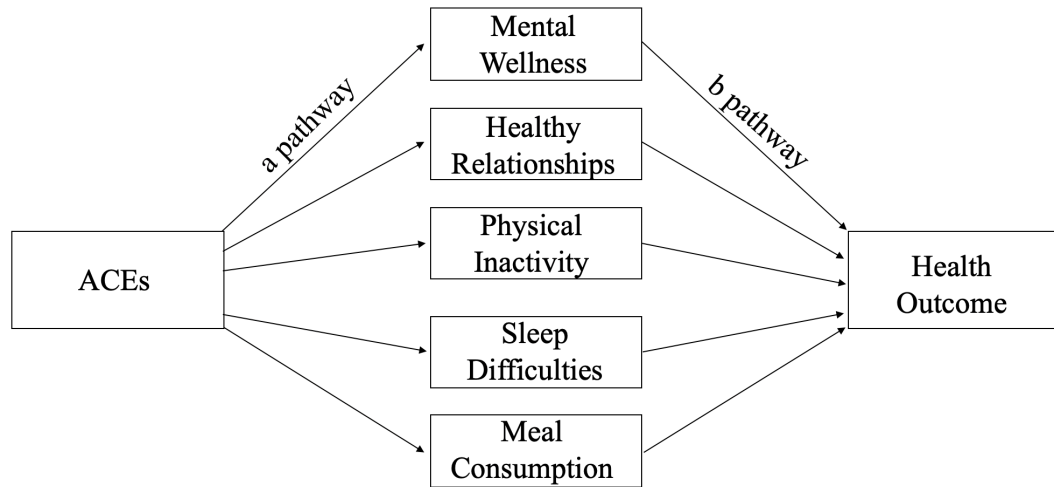 Mental
Wellness
a pathway
b pathway
Healthy
Relationships
Physical
Inactivity
ACEs
Health
Outcome
Sleep
Difficulties
Meal
Consumption